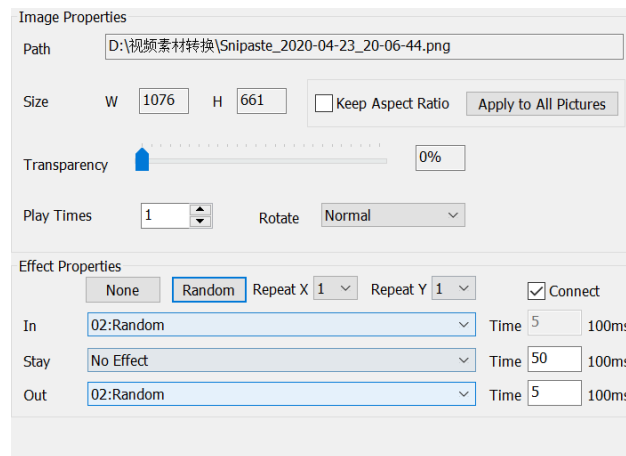 Image Properties
Path D:\视频素材转换\Snipaste_2020-04-23_20-06-44.png
Size W 1076 H 661 Keep Aspect Ratio Apply to All Pictures
Transparency 0%
Play Times 1 Rotate Normal
Effect Properties
None Random Repeat X 1 Repeat Y 1 Connect
In 02:Random Time 5 100ms
Stay No Effect Time 50 100ms
Out 02:Random Time 5 100ms